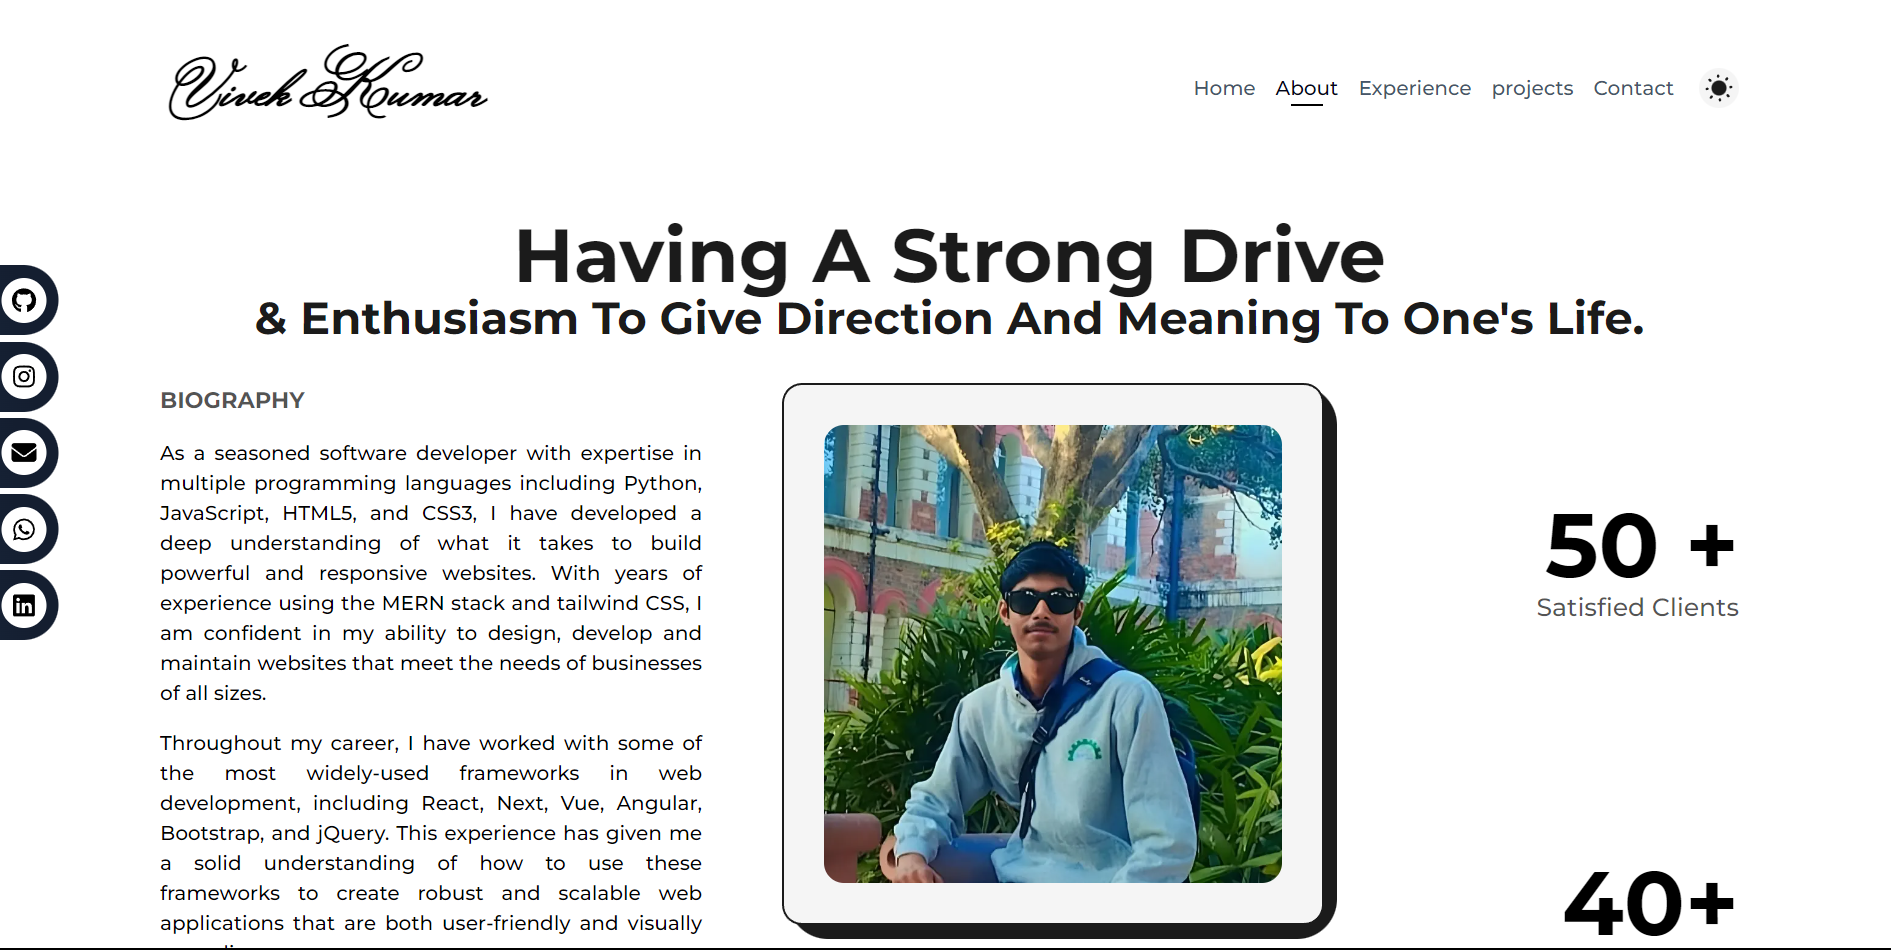 Vivek Kumar
Home About Experience projects Contact
Having A Strong Drive
& Enthusiasm To Give Direction And Meaning To One's Life.
BIOGRAPHY
As a seasoned software developer with expertise in
multiple programming languages including Python,
JavaScript, HTML5, and CSS3, I have developed a
deep understanding of what it takes to build
powerful and responsive websites. With years of
experience using the MERN stack and tailwind CSS, I
am confident in my ability to design, develop and
maintain websites that meet the needs of businesses
of all sizes.
Throughout my career, I have worked with some of
the most widely-used frameworks in web
development, including React, Next, Vue, Angular,
Bootstrap, and jQuery. This experience has given me
a solid understanding of how to use these
frameworks to create robust and scalable web
applications that are both user-friendly and visually
50 +
Satisfied Clients
40+